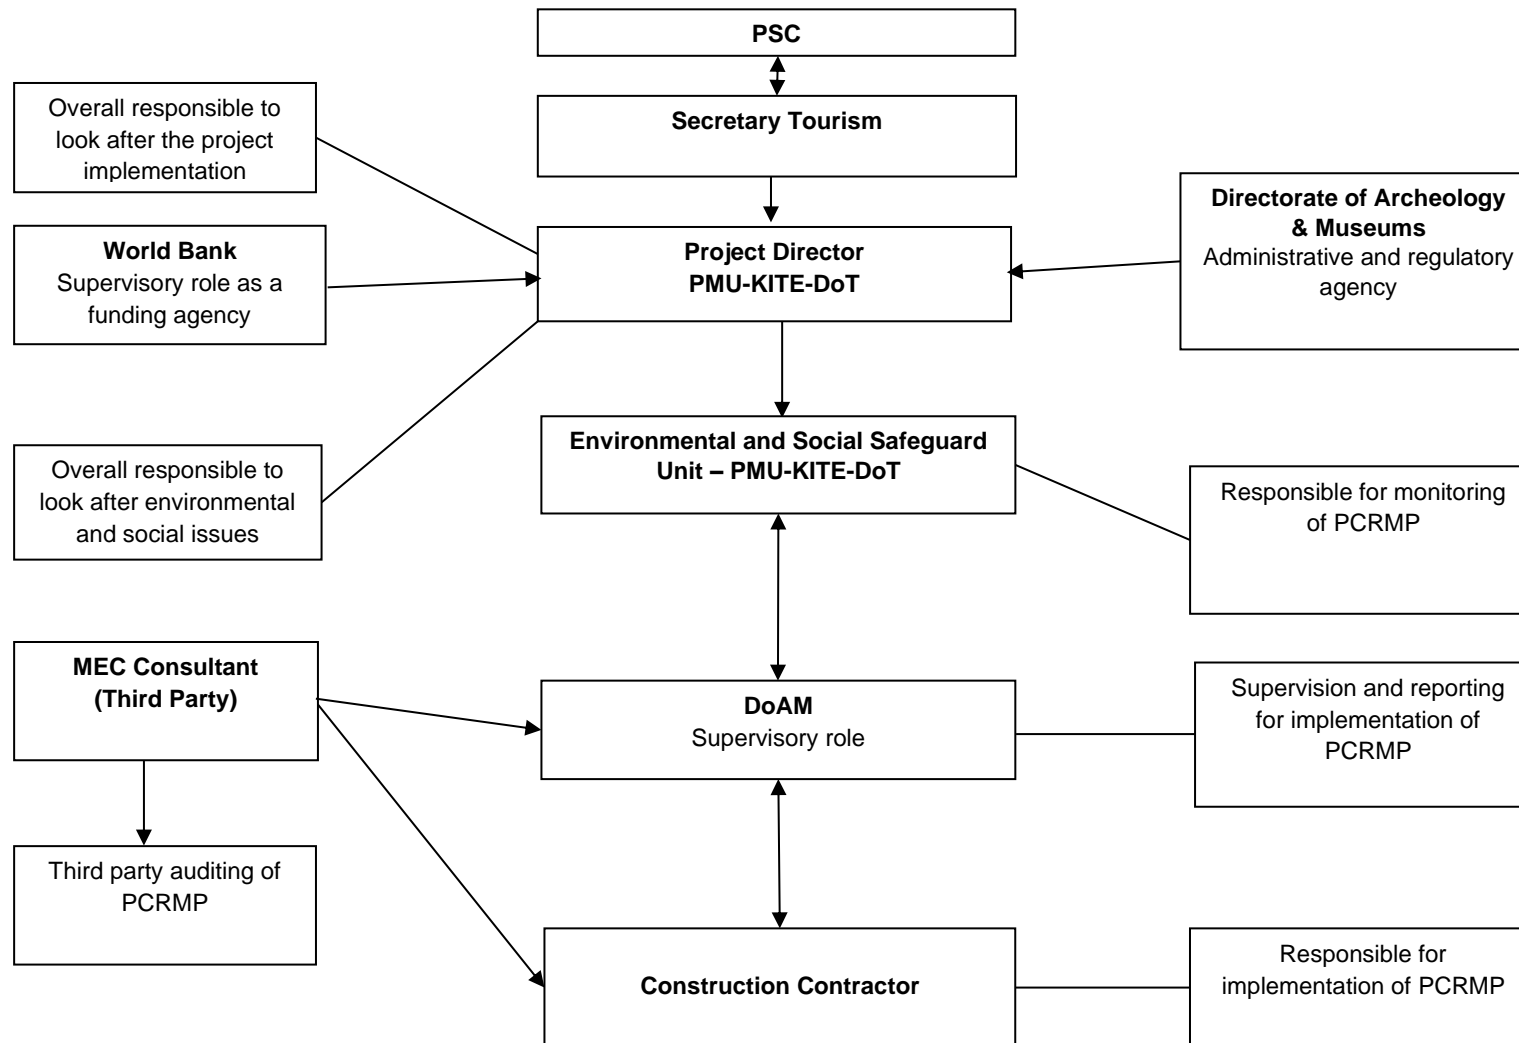 PSC
Secretary Tourism
Overall responsible to
look after the project
implementation
World Bank
Supervisory role as a
funding agency
Project Director
PMU-KITE-DoT
Directorate of Archeology
& Museums
Administrative and regulatory
agency
Overall responsible to
look after environmental
and social issues
Environmental and Social Safeguard
Unit – PMU-KITE-DoT
Responsible for monitoring
of PCRMP
MEC Consultant
(Third Party)
DoAM
Supervisory role
Supervision and reporting
for implementation of
PCRMP
Third party auditing of
PCRMP
Construction Contractor
Responsible for
implementation of PCRMP